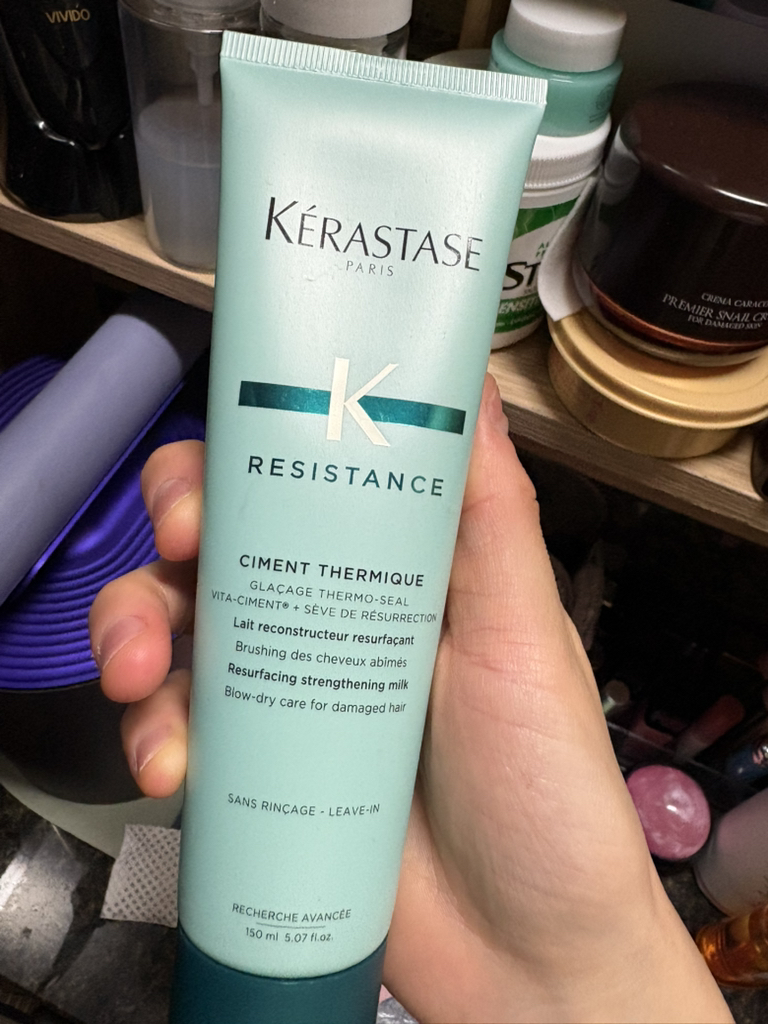 VIVIDO
KÉRASTASE
PARIS
K
RESISTANCE
CIMENT THERMIQUE
GLAÇAGE THERMO-SEAL
VITA-CIMENT® + SÈVE DE RÉSURRECTION
Lait reconstructeur resurfaçant
Brushing des cheveux abîmés
Resurfacing strengthening milk
Blow-dry care for damaged hair
SANS RINÇAGE - LEAVE-IN
RECHERCHE AVANCÉE
150 ml 5.07 fl.oz.
CREMA
PREMIER SNAIL
FOR DAMAGED SKIN